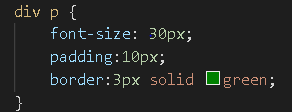 div p {
    font-size: 30px;
    padding:10px;
    border:3px solid green;
}